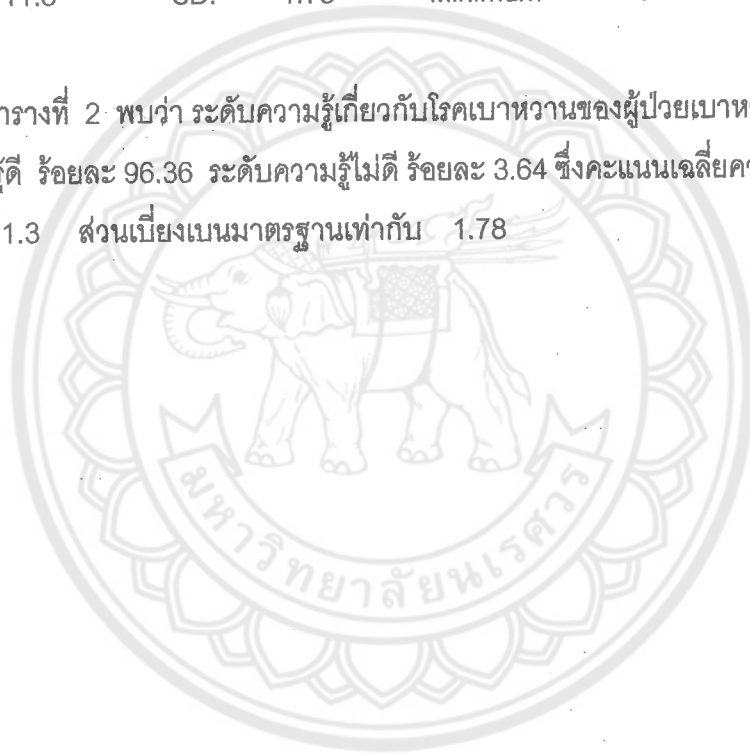 SD.
ารางที่ 2 พบว่า ระดับความรู้เกี่ยวกับโรคเบาหวานของผู้ป่วยเบาห
รู้ดี ร้อยละ 96.36 ระดับความรู้ไม่ดี ร้อยละ 3.64 ซึ่งคะแนนเฉลี่ยค
1.3 ส่วนเบี่ยงเบนมาตรฐานเท่ากับ 1.78
มหาวิทยาลัยนเรศวร